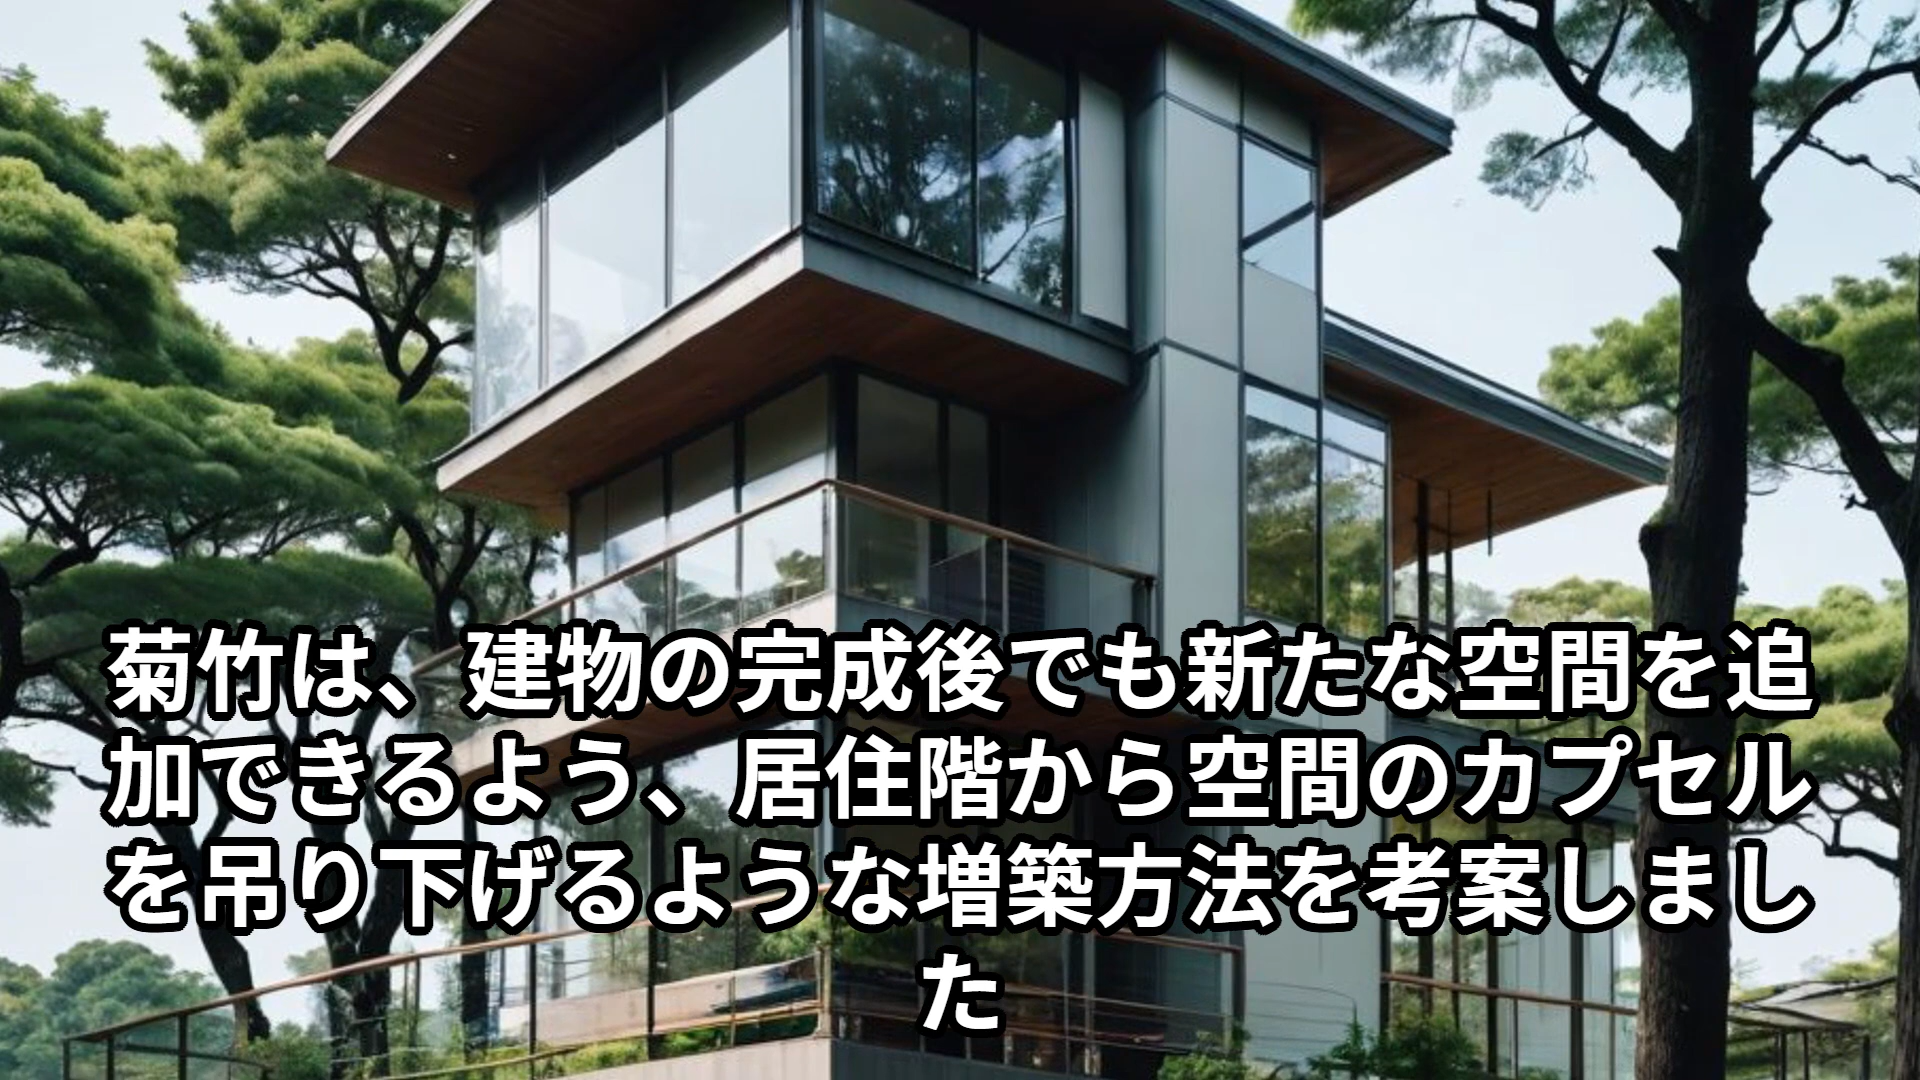 菊竹は、建物の完成後でも新たな空間を追
加できるよう、居住階から空間のカプセル
を吊り下げるような増築方法を考案しまし
た